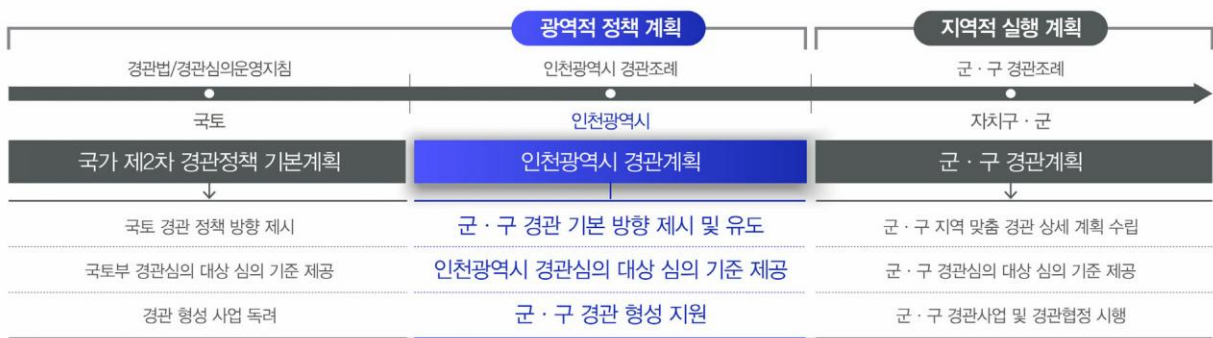 광역적 정책 계획
지역적 실행 계획
경관법/경관심의운영지침
인천광역시 경관조례
군 · 구 경관조례
국토
인천광역시
자치구 · 군
국가 제2차 경관정책 기본계획
인천광역시 경관계획
군 · 구 경관계획
국토 경관 정책 방향 제시
군 · 구 경관 기본 방향 제시 및 유도
군 · 구 지역 맞춤 경관 상세 계획 수립
국토부 경관심의 대상 심의 기준 제공
인천광역시 경관심의 대상 심의 기준 제공
군 · 구 경관심의 대상 심의 기준 제공
경관 형성 사업 독려
군 · 구 경관 형성 지원
군 · 구 경관사업 및 경관협정 시행